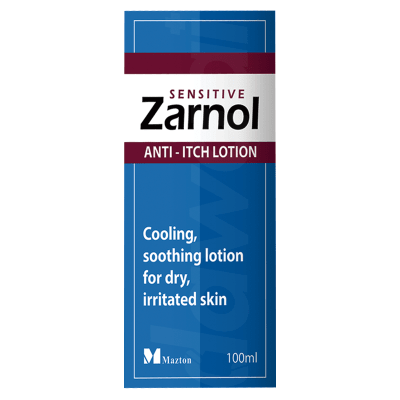 SENSITIVE
Zarnol
ANTI - ITCH LOTION
Cooling,
soothing lotion
for dry,
irritated skin
Mazton
100ml